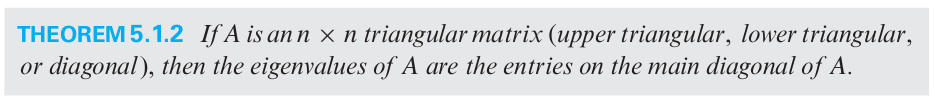 THEOREM 5.1.2 If A is an n × n triangular matrix (upper triangular, lower triangular,
or diagonal), then the eigenvalues of A are the entries on the main diagonal of A.